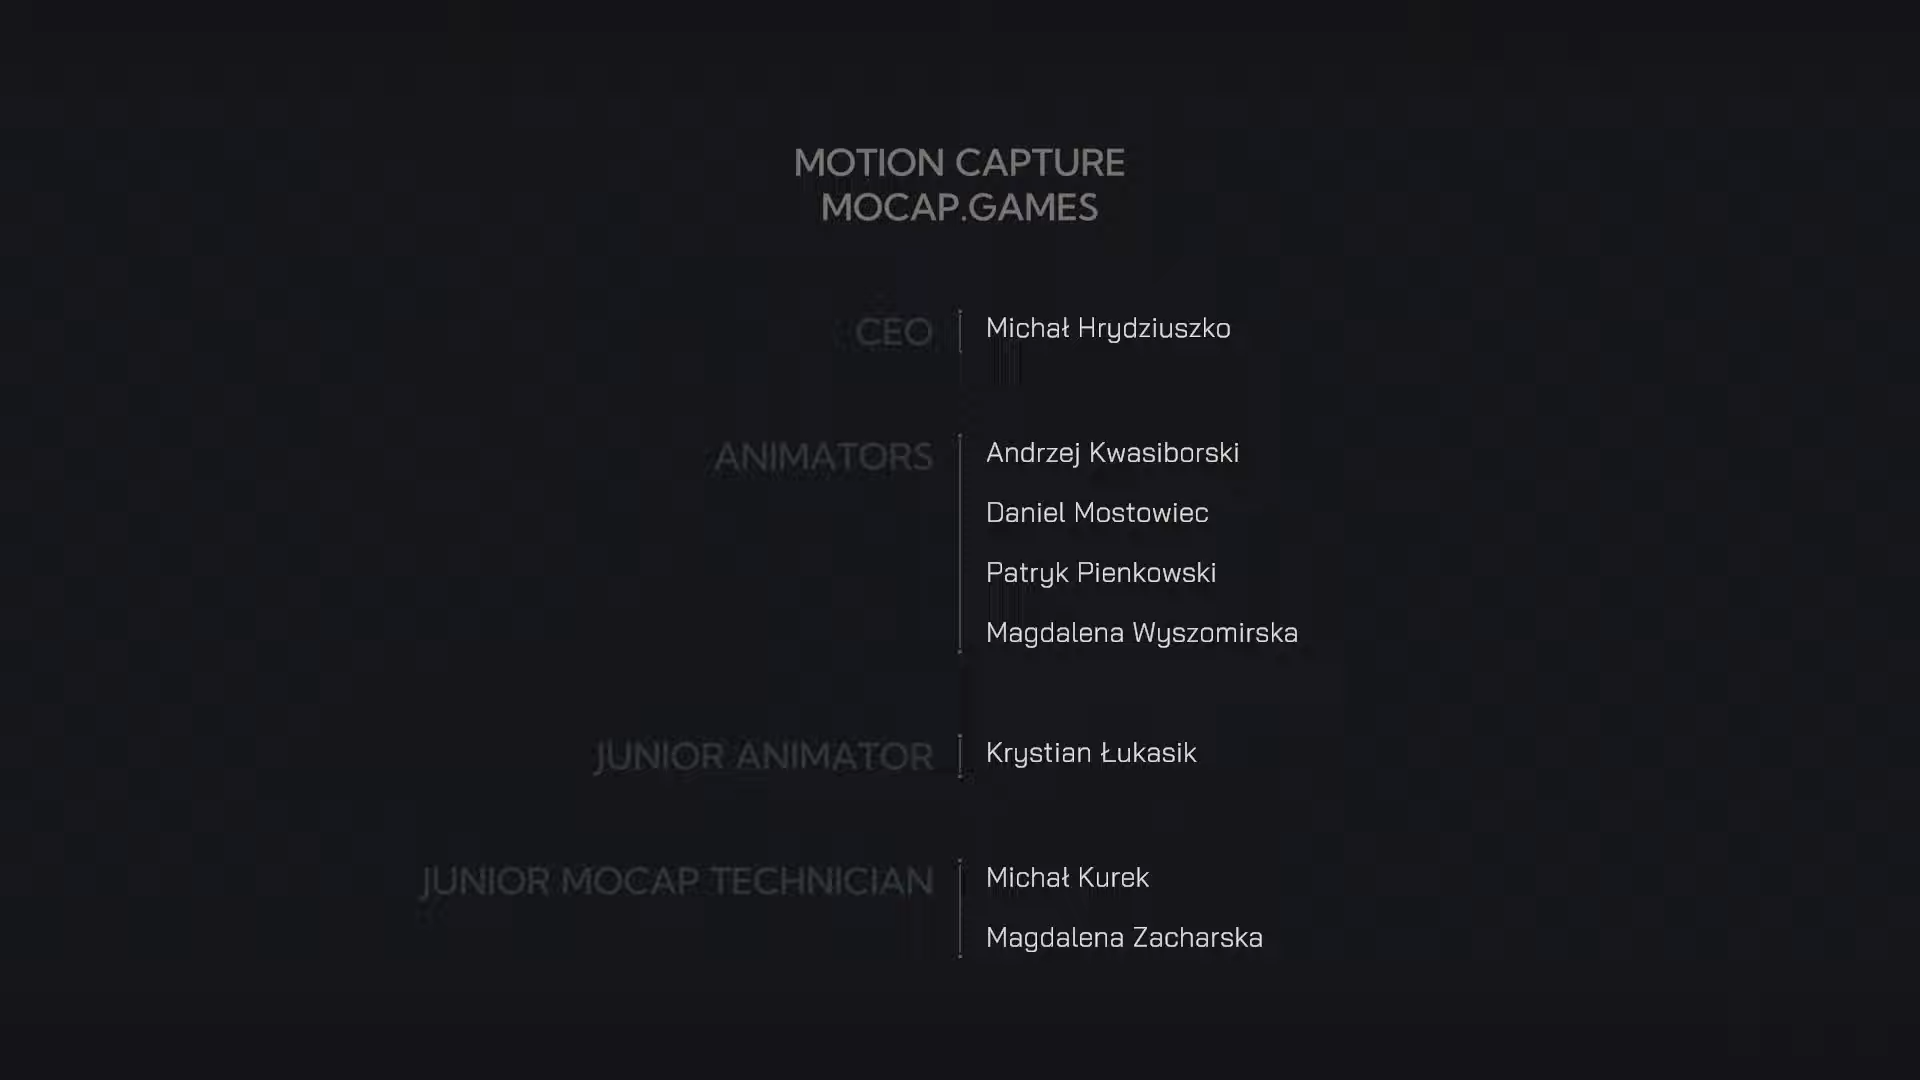 MOTION CAPTURE
MOCAP.GAMES
CEO
Michał Hrydziuszko
ANIMATORS
Andrzej Kwasiborski
Daniel Mostowiec
Patryk Pienkowski
Magdalena Wyszomirska
JUNIOR ANIMATOR
Krystian Łukasik
JUNIOR MOCAP TECHNICIAN
Michał Kurek
Magdalena Zacharska